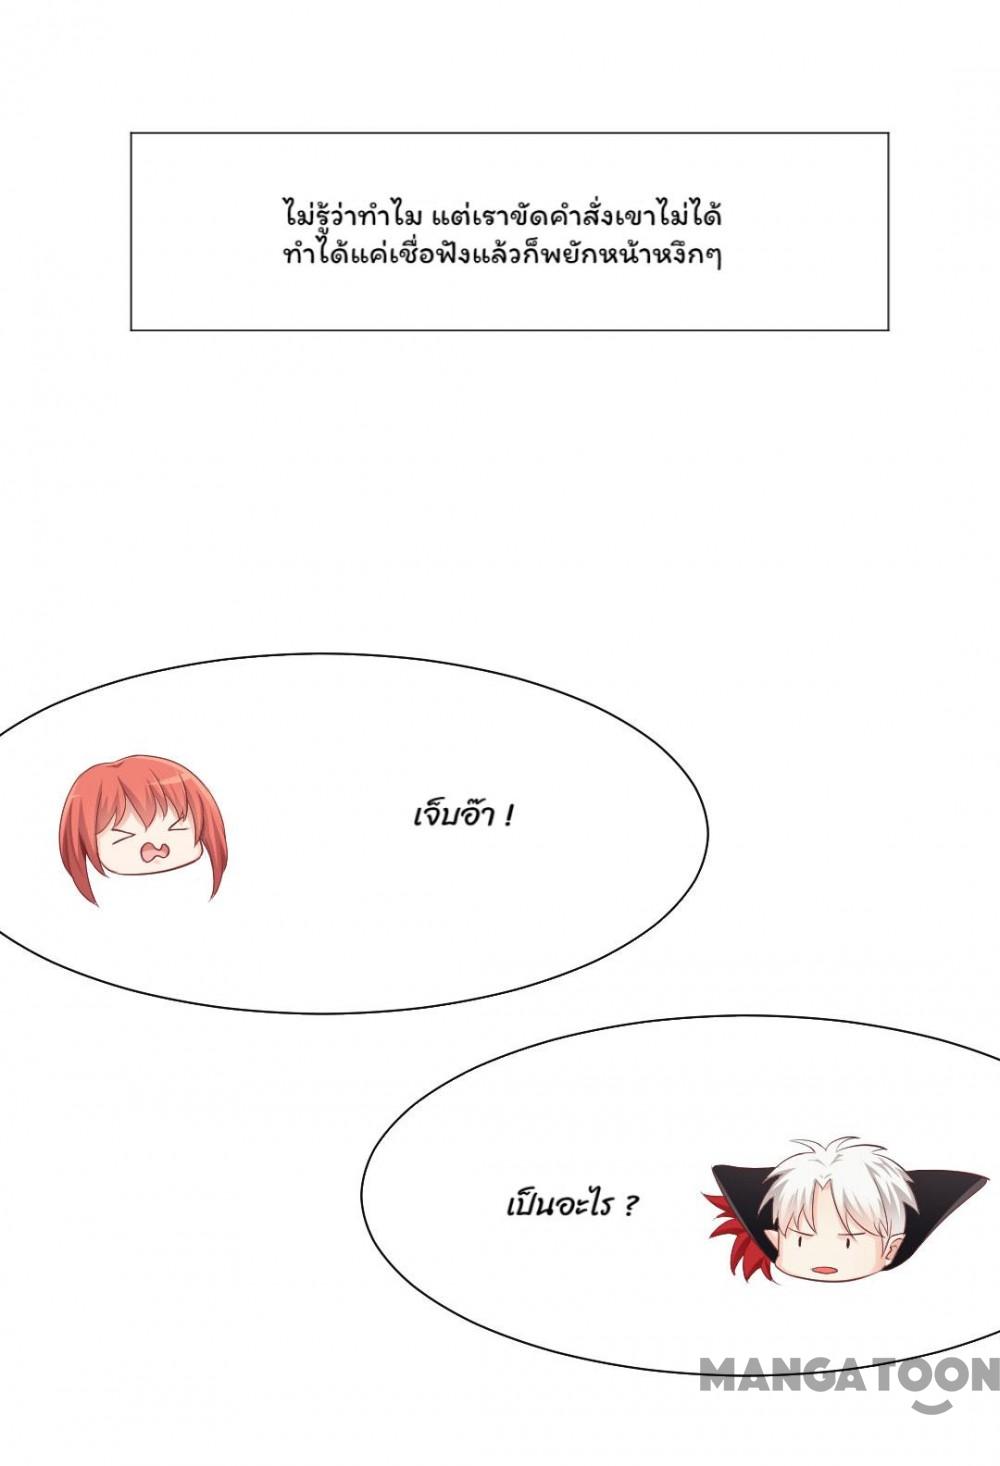 ไม่รู้ว่าทำไม แต่เราขัดคำสั่งเขาไม่ได้
ทำได้แค่เชื่อฟังแล้วก็พยักหน้าหงึกๆ
เจ็บอ๊า !
เป็นอะไร ?
MANGATOON